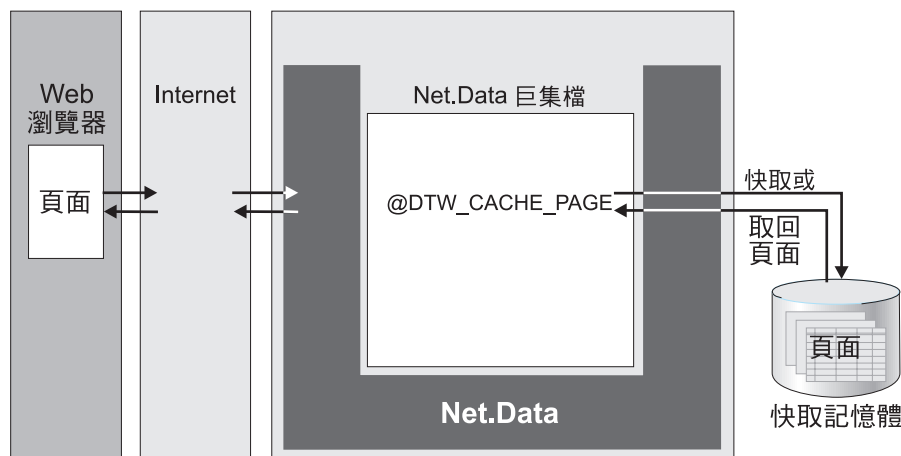 Web
瀏覽器
頁面
Internet
Net.Data 巨集檔
@DTW_CACHE_PAGE
Net.Data
快取或
取回
頁面
頁面
快取記憶體